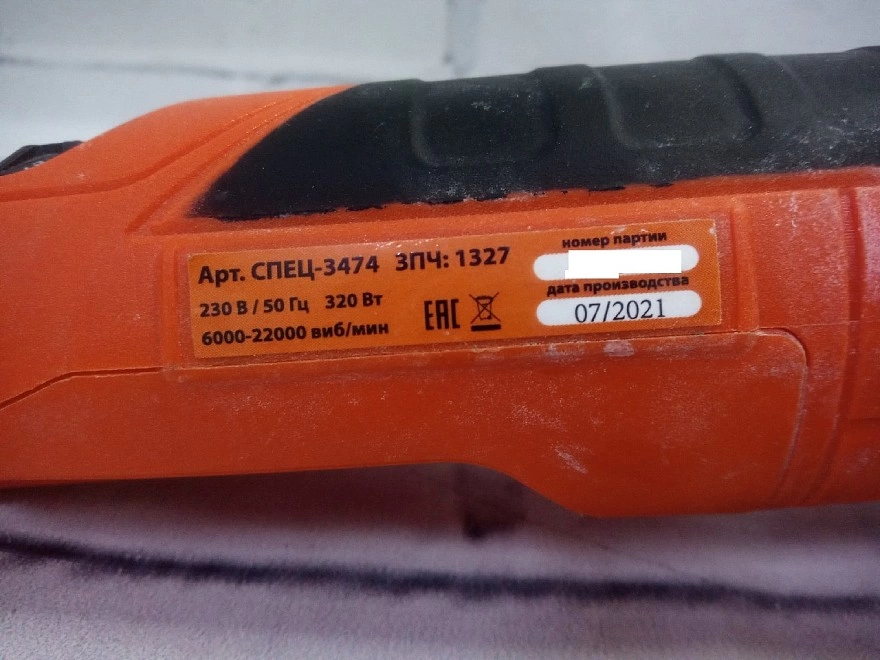 Арт. СПЕЦ-3474 ЗПЧ: 1327
230 В / 50 Гц 320 Вт
6000-22000 виб/мин
EAC
номер партии
дата производства
07/2021